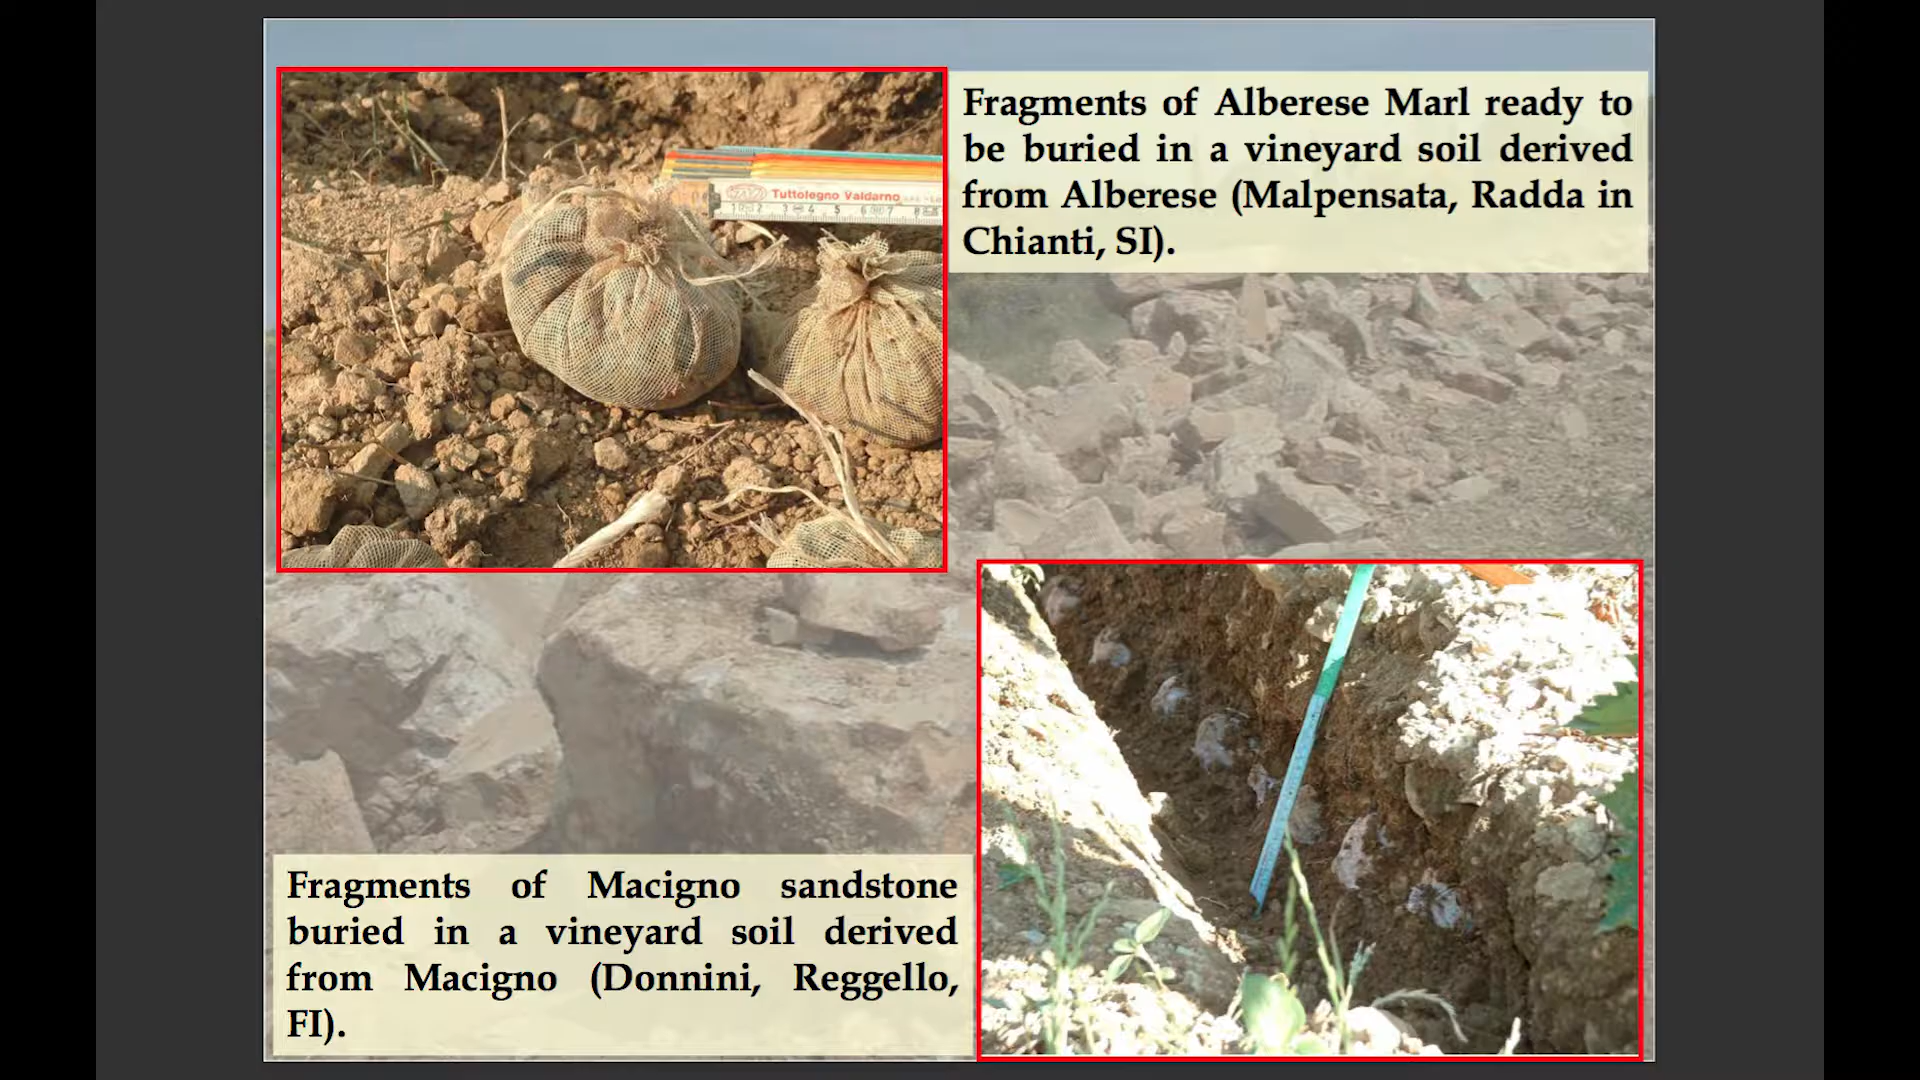 Fragments of Alberese Marl ready to
be buried in a vineyard soil derived
from Alberese (Malpensata, Radda in
Chianti, SI).
Tuttolegno Valdarno
Fragments of Macigno sandstone
buried in a vineyard soil derived
from Macigno (Donnini, Reggello,
FI).